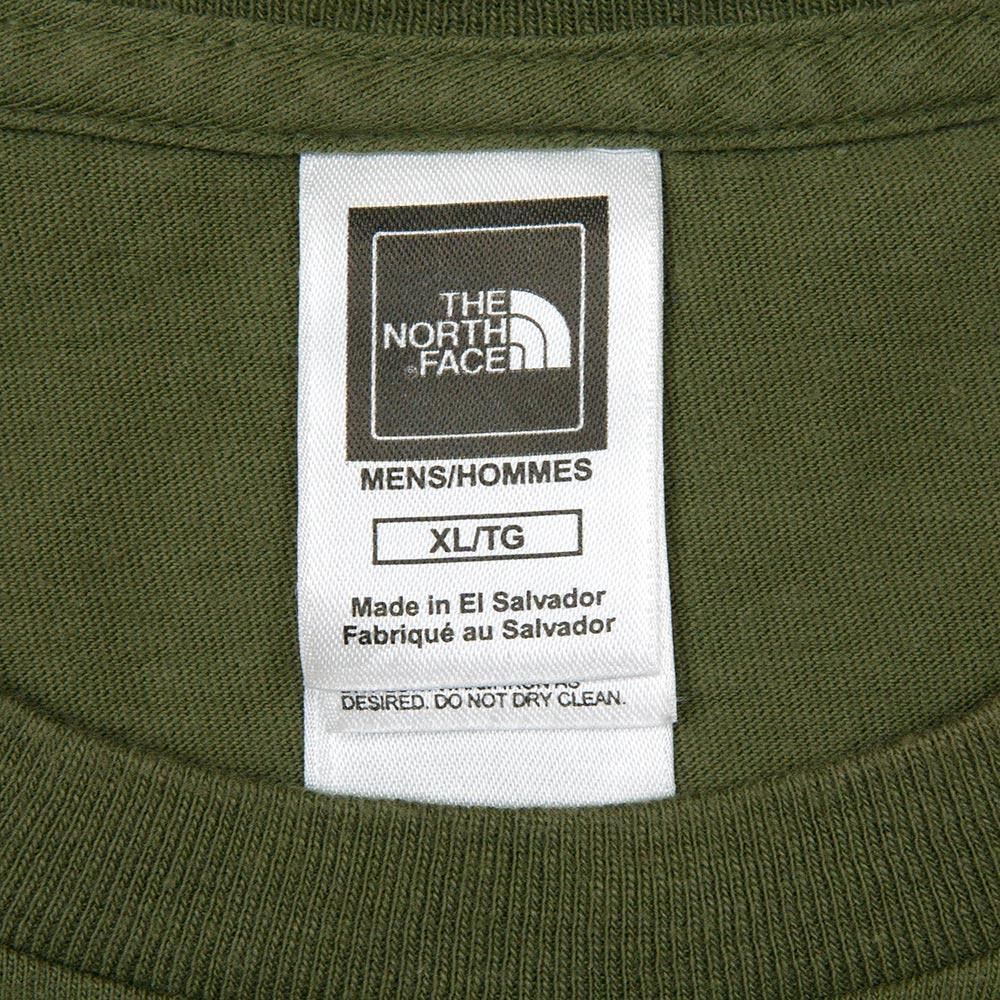 THE
NORTH
FACE
®
MENS/HOMMES
XL/TG
Made in El Salvador
Fabriqué au Salvador
DESIRED. DO NOT DRY CLEAN.